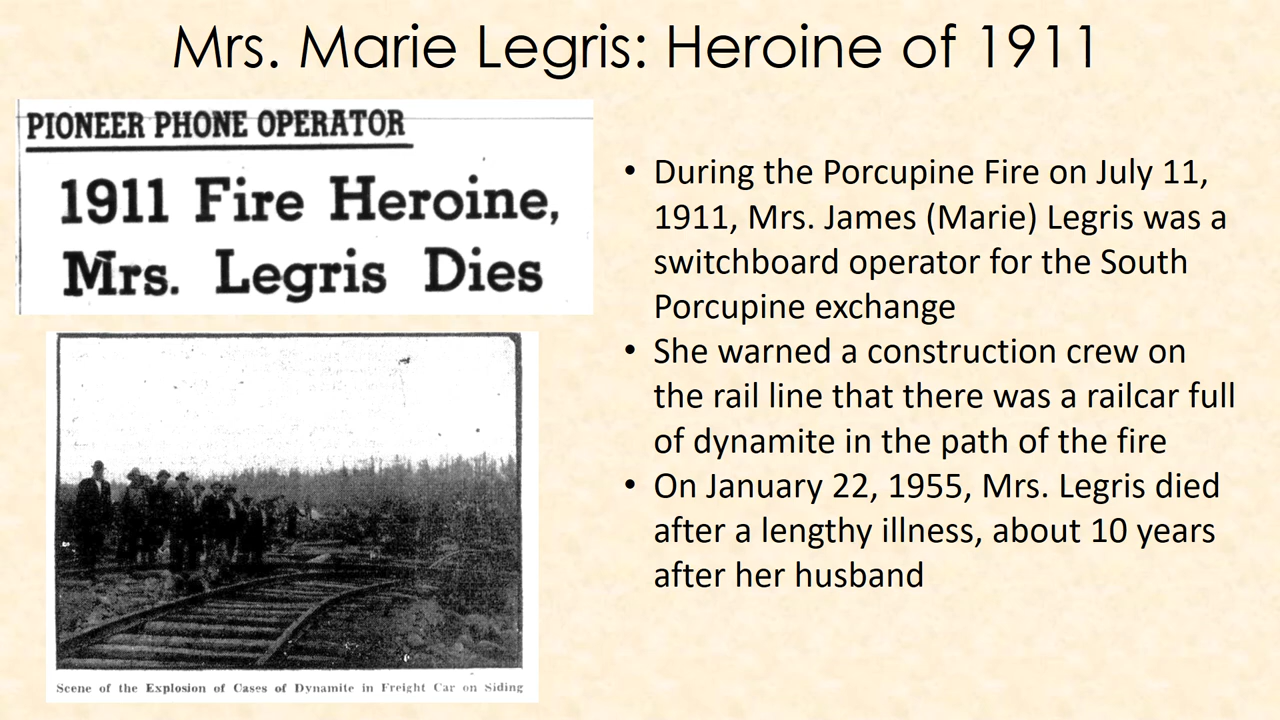 Mrs. Marie Legris: Heroine of 1911
PIONEER PHONE OPERATOR
1911 Fire Heroine,
Mrs. Legris Dies
Scene of the Explosion of Cases of Dynamite in Freight Car on Siding
• During the Porcupine Fire on July 11,
1911, Mrs. James (Marie) Legris was a
switchboard operator for the South
Porcupine exchange
• She warned a construction crew on
the rail line that there was a railcar full
of dynamite in the path of the fire
• On January 22, 1955, Mrs. Legris died
after a lengthy illness, about 10 years
after her husband